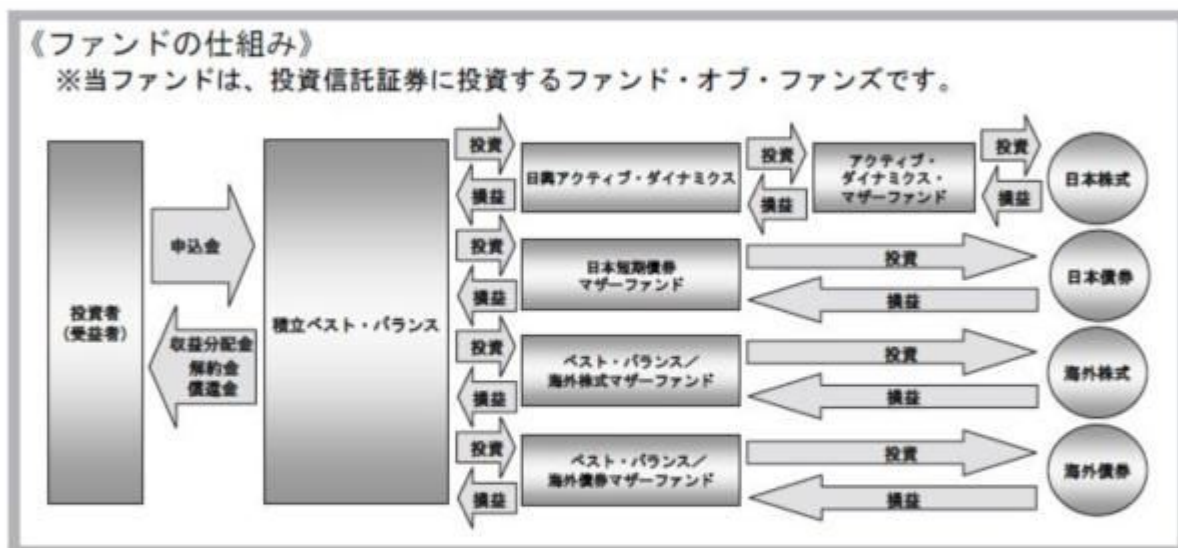 《ファンドの仕組み》
※当ファンドは、投資信託証券に投資するファンド・オブ・ファンズです。
投資者
(受益者)
申込金
収益分配金
解約金
償還金
積立ベスト・バランス
投資
損益
日興アクティブ・ダイナミクス
投資
損益
アクティブ・
ダイナミクス・
マザーファンド
投資
損益
日本株式
投資
損益
日本短期債券
マザーファンド
投資
損益
日本債券
投資
損益
ベスト・バランス／
海外株式マザーファンド
投資
損益
海外株式
投資
損益
ベスト・バランス／
海外債券マザーファンド
投資
損益
海外債券